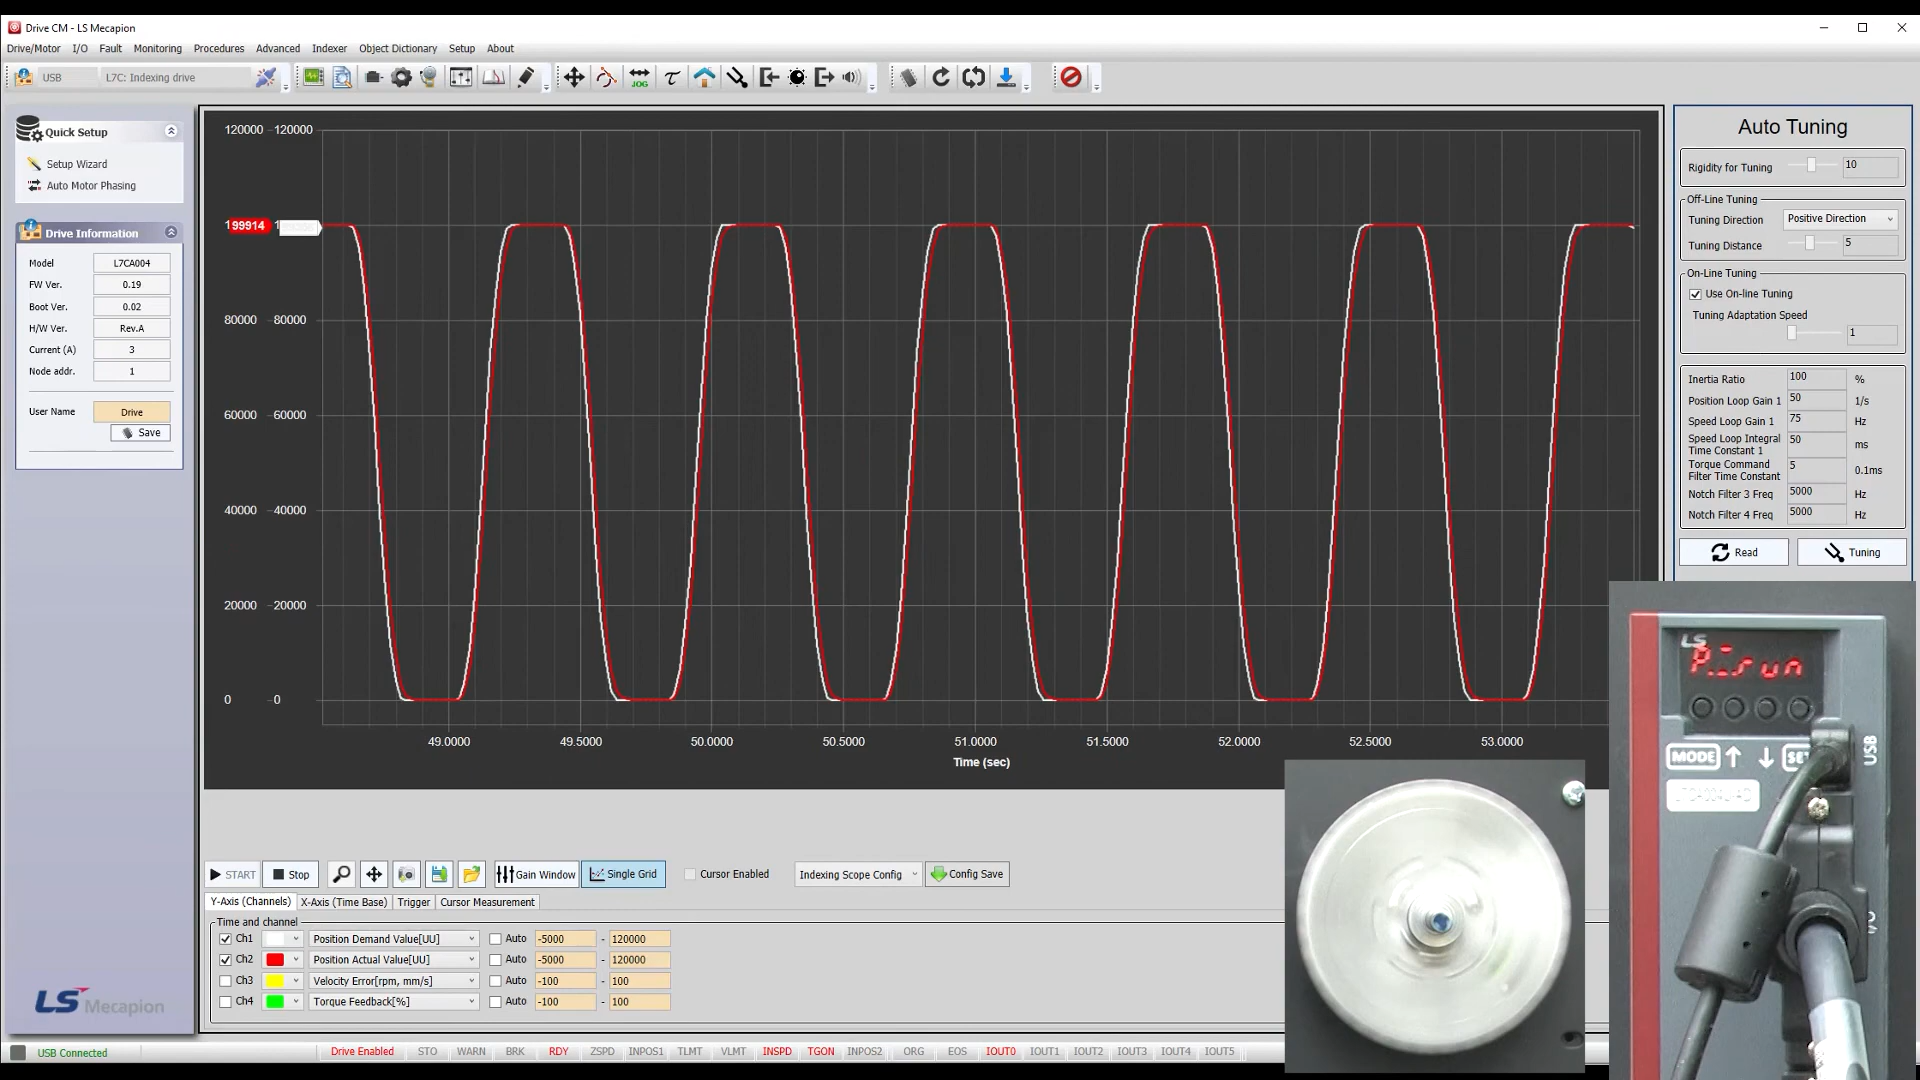 Drive CM - LS Mecapion
Drive/Motor I/O Fault Monitoring Procedures Advanced Indexer Object Dictionary Setup About
USB L7C: Indexing drive
JOG
Quick Setup
Setup Wizard
Auto Motor Phasing
Drive Information
Model L7CA004
FW Ver. 0.19
Boot Ver. 0.02
H/W Ver. Rev.A
Current (A) 3
Node addr. 1
User Name Drive
Save
LS Mecapion
120000 120000
99914
80000 80000
60000 60000
40000 40000
20000 20000
0 0
49.0000 49.5000 50.0000 50.5000 51.0000 51.5000 52.0000 52.5000 53.0000
Time (sec)
START Stop Gain Window Single Grid Cursor Enabled Indexing Scope Config Config Save
Y-Axis (Channels) X-Axis (Time Base) Trigger Cursor Measurement
Time and channel
Ch1 Position Demand Value[UU] Auto -5000 - 120000
Ch2 Position Actual Value[UU] Auto -5000 - 120000
Ch3 Velocity Error[rpm, mm/s] Auto -100 - 100
Ch4 Torque Feedback[%] Auto -100 - 100
Auto Tuning
Rigidity for Tuning 10
Off-Line Tuning
Tuning Direction Positive Direction
Tuning Distance 5
On-Line Tuning
Use On-line Tuning
Tuning Adaptation Speed
1
Inertia Ratio 100 %
Position Loop Gain 1 50 1/s
Speed Loop Gain 1 75 Hz
Speed Loop Integral
Time Constant 1 50 ms
Torque Command
Filter Time Constant 5 0.1ms
Notch Filter 3 Freq 5000 Hz
Notch Filter 4 Freq 5000 Hz
Read Tuning
LS
MODE
USB
USB Connected Drive Enabled STO WARN BRK RDY ZSPD INPOS1 TLMT VLMT INSPD TGON INPOS2 ORG EOS IOUT0 IOUT1 IOUT2 IOUT3 IOUT4 IOUT5